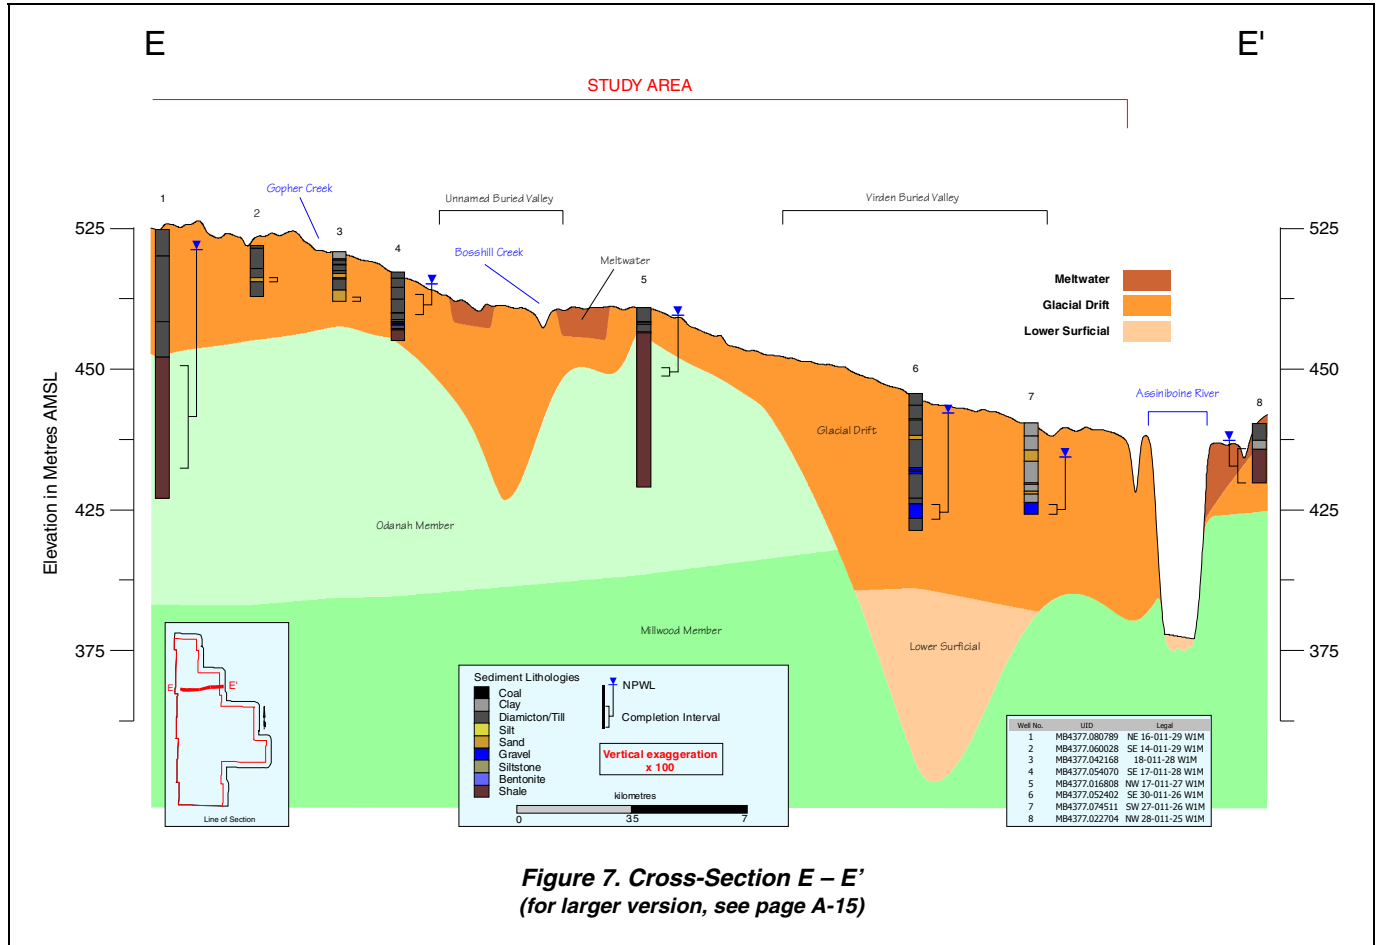 E
E'
STUDY AREA
Gopher Creek
Unnamed Buried Valley
Virden Buried Valley
1
2
3
4
5
6
7
8
Bosshill Creek
Meltwater
Assiniboine River
525
450
425
375
525
450
425
375
Elevation in Metres AMSL
Meltwater
Glacial Drift
Lower Surficial
Glacial Drift
Odanah Member
Millwood Member
Lower Surficial
E
E'
Line of Section
Sediment Lithologies
Coal
Clay
Diamicton/Till
Silt
Sand
Gravel
Siltstone
Bentonite
Shale
NPWL
Completion Interval
Vertical exaggeration
x 100
kilometres
0 35 7
Well No. UID Legal
1 MB4377.080789 NE 16-011-29 W1M
2 MB4377.060028 SE 14-011-29 W1M
3 MB4377.042168 18-011-28 W1M
4 MB4377.054070 SE 17-011-28 W1M
5 MB4377.016808 NW 17-011-27 W1M
6 MB4377.052402 SE 30-011-26 W1M
7 MB4377.074511 SW 27-011-26 W1M
8 MB4377.022704 NW 28-011-25 W1M
Figure 7. Cross-Section E – E’
(for larger version, see page A-15)